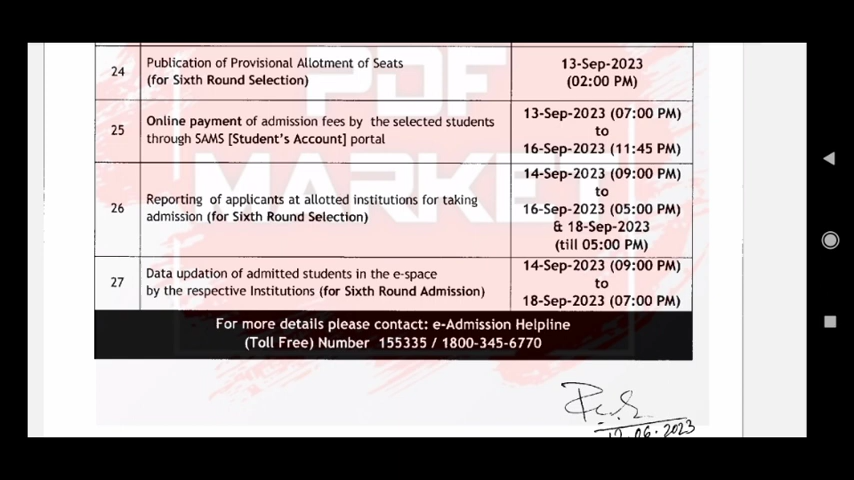 24 Publication of Provisional Allotment of Seats 13-Sep-2023
(for Sixth Round Selection) (02:00 PM)
25 Online payment of admission fees by the selected students 13-Sep-2023 (07:00 PM)
through SAMS [Student's Account] portal to
16-Sep-2023 (11:45 PM)
26 Reporting of applicants at allotted institutions for taking 14-Sep-2023 (09:00 PM)
admission (for Sixth Round Selection) to
16-Sep-2023 (05:00 PM)
& 18-Sep-2023
(till 05:00 PM)
27 Data updation of admitted students in the e-space 14-Sep-2023 (09:00 PM)
by the respective Institutions (for Sixth Round Admission) to
18-Sep-2023 (07:00 PM)
For more details please contact: e-Admission Helpline
(Toll Free) Number 155335 / 1800-345-6770
PDF
MARKET
06.2023